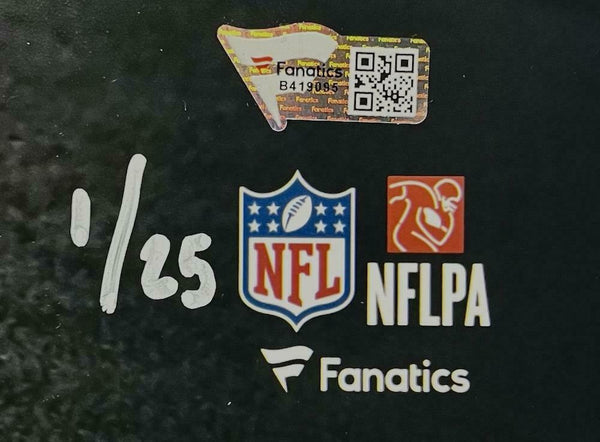 Fanatics
B419095
1/25
NFL
NFLPA
Fanatics